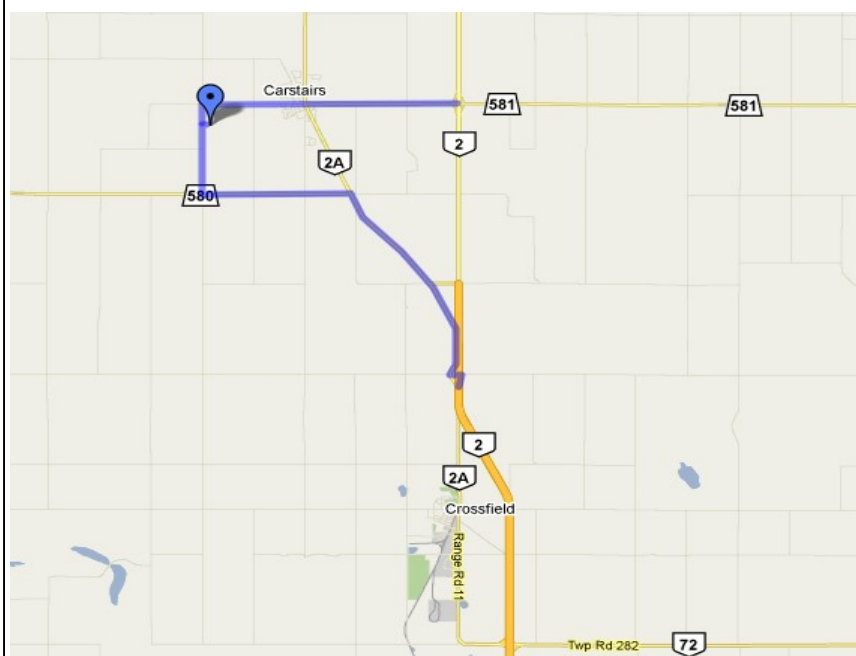 Carstairs
581
581
2
2A
580
2
2A
Crossfield
Range Rd 11
Twp Rd 282
72